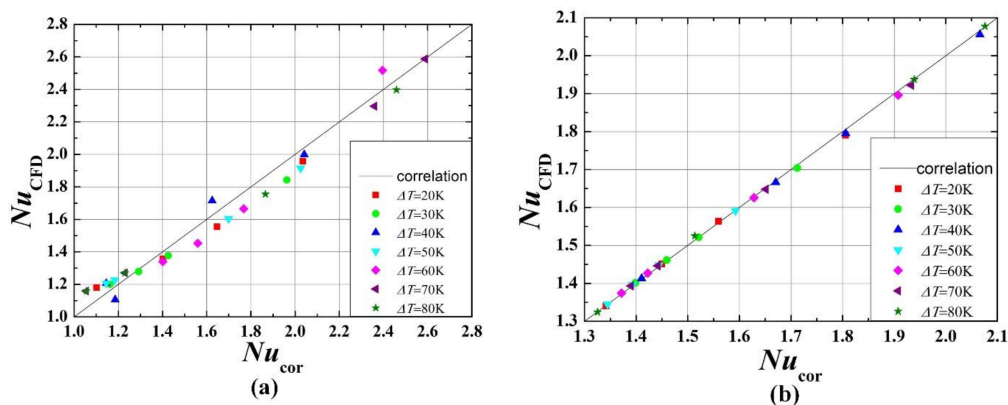 2.8
2.6
2.4
2.2
2.0
1.8
1.6
1.4
1.2
1.0
Nu_CFD
1.0 1.2 1.4 1.6 1.8 2.0 2.2 2.4 2.6 2.8
Nu_cor
(a)
correlation
ΔT=20K
ΔT=30K
ΔT=40K
ΔT=50K
ΔT=60K
ΔT=70K
ΔT=80K
2.1
2.0
1.9
1.8
1.7
1.6
1.5
1.4
1.3
Nu_CFD
1.3 1.4 1.5 1.6 1.7 1.8 1.9 2.0 2.1
Nu_cor
(b)
correlation
ΔT=20K
ΔT=30K
ΔT=40K
ΔT=50K
ΔT=60K
ΔT=70K
ΔT=80K